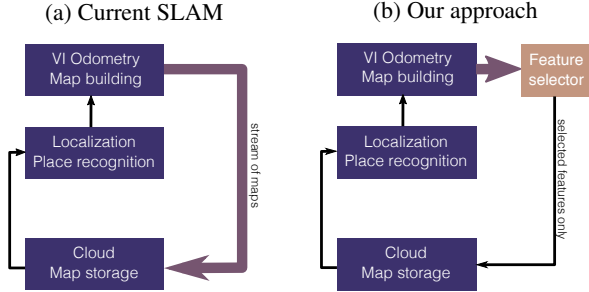 (a) Current SLAM
VI Odometry
Map building
Localization
Place recognition
Cloud
Map storage
stream of maps
(b) Our approach
VI Odometry
Map building
Feature
selector
Localization
Place recognition
Cloud
Map storage
selected features only